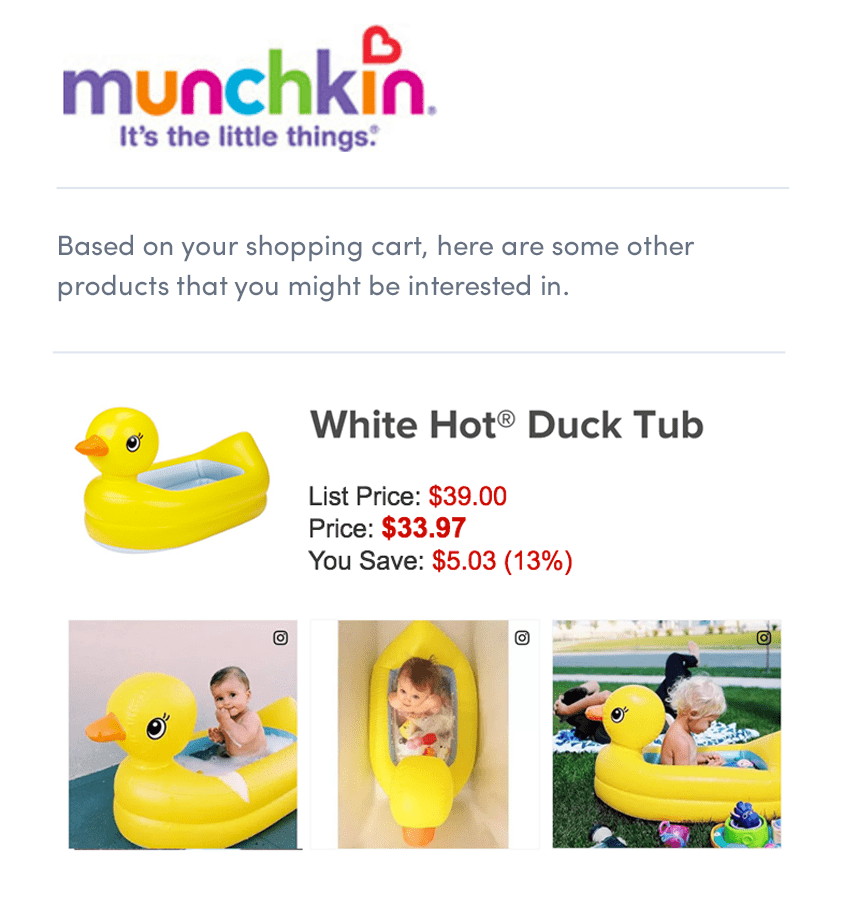 munchkin®
It's the little things.®
Based on your shopping cart, here are some other
products that you might be interested in.
White Hot® Duck Tub
List Price: $39.00
Price: $33.97
You Save: $5.03 (13%)